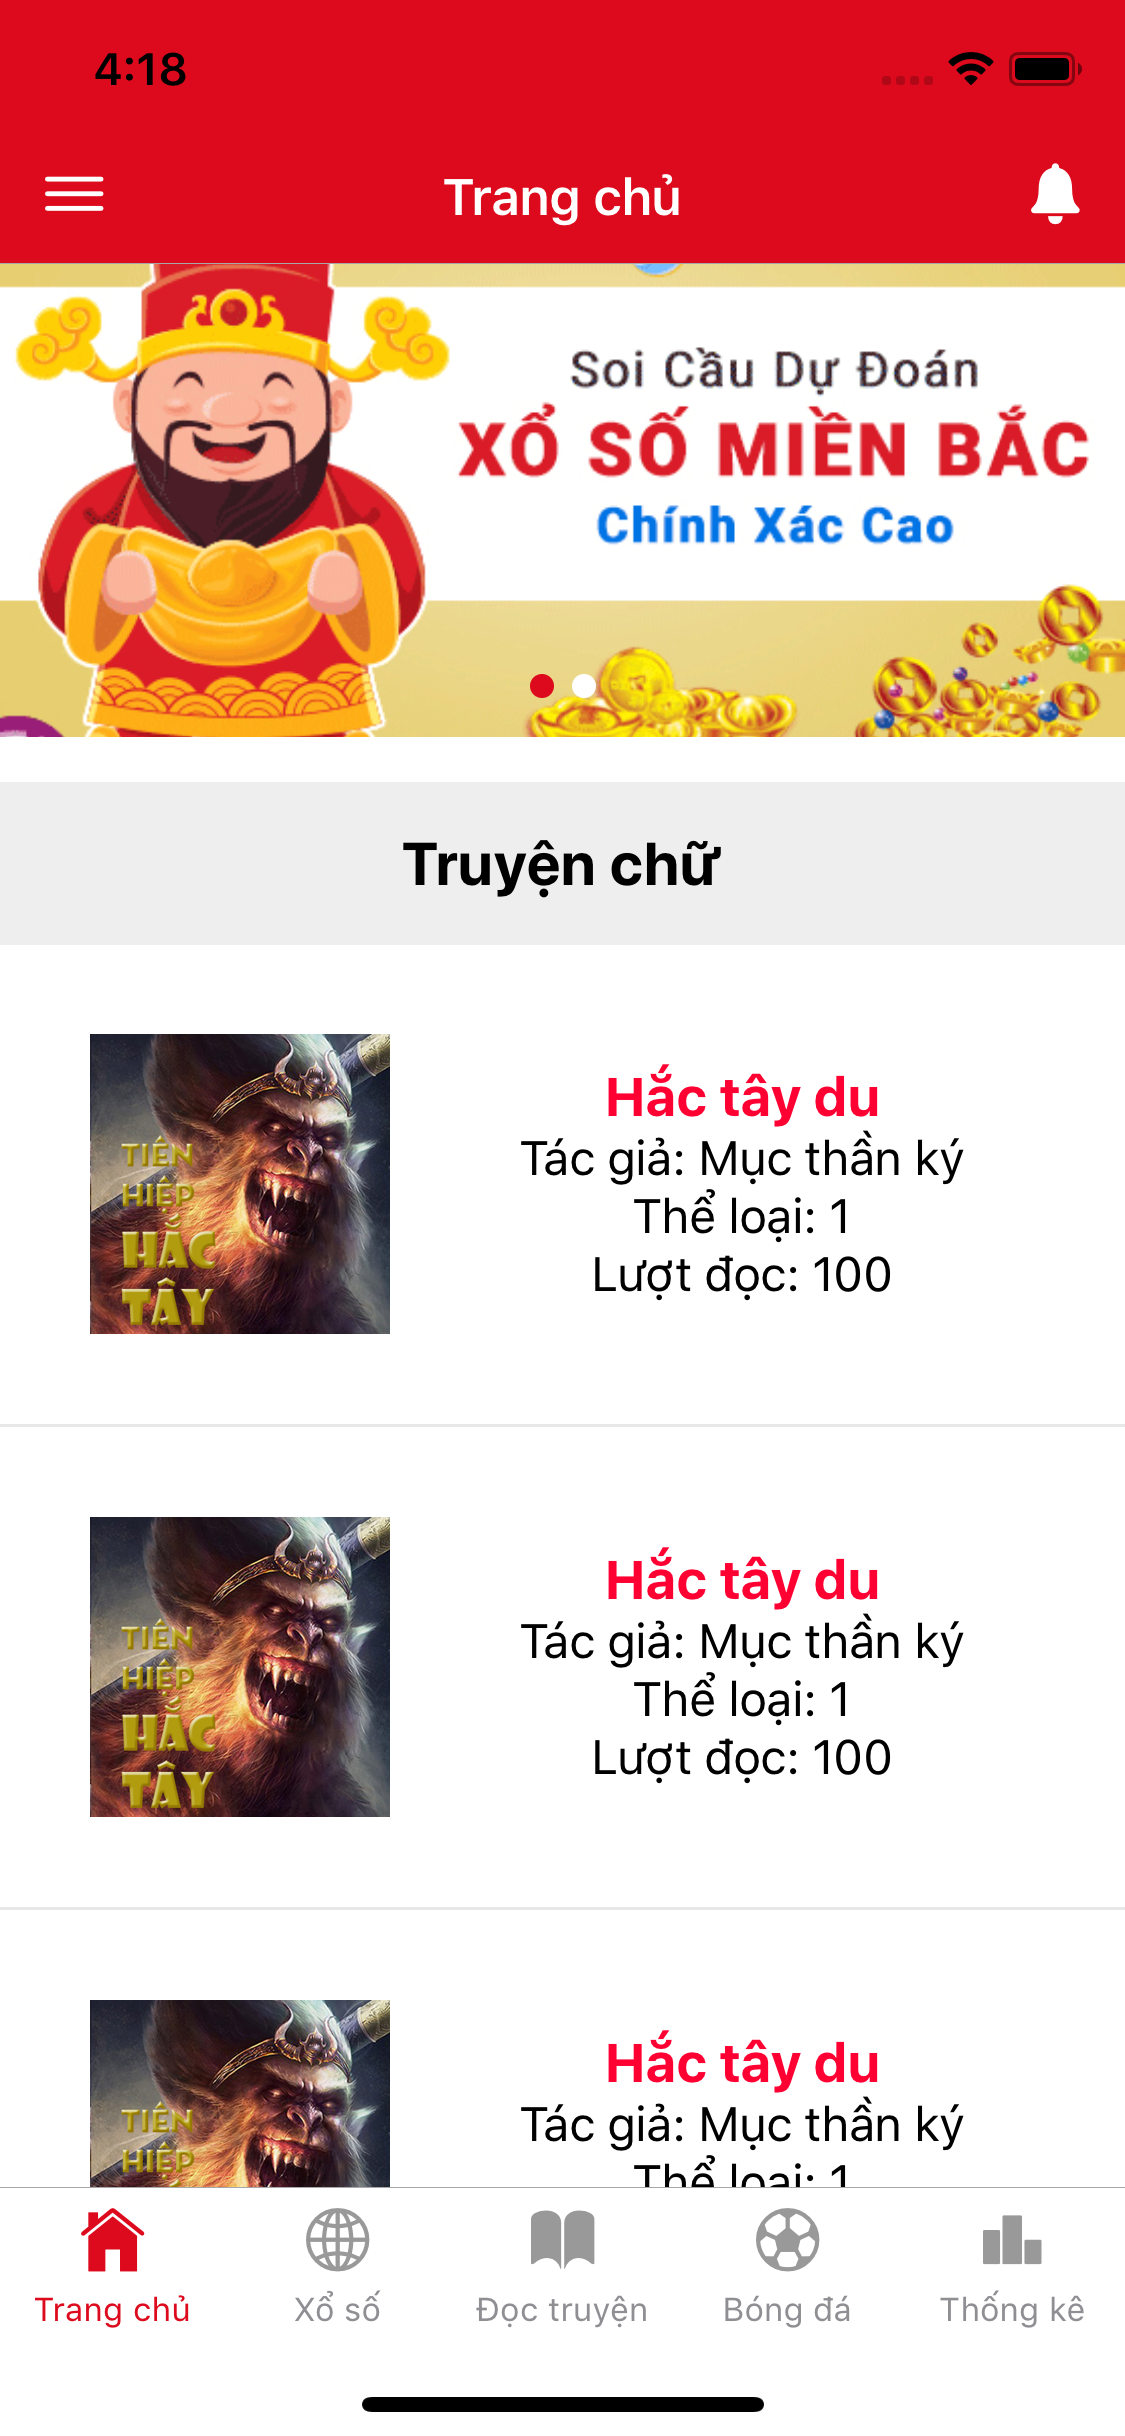 4:18
Trang chủ
Soi Cầu Dự Đoán
XỔ SỐ MIỀN BẮC
Chính Xác Cao
Truyện chữ
TIÊN
HIỆP
HẮC
TÂY
Hắc tây du
Tác giả: Mục thần ký
Thể loại: 1
Lượt đọc: 100
TIÊN
HIỆP
HẮC
TÂY
Hắc tây du
Tác giả: Mục thần ký
Thể loại: 1
Lượt đọc: 100
TIÊN
HIỆP
Hắc tây du
Tác giả: Mục thần ký
Thể loại: 1
Trang chủ
Xổ số
Đọc truyện
Bóng đá
Thống kê